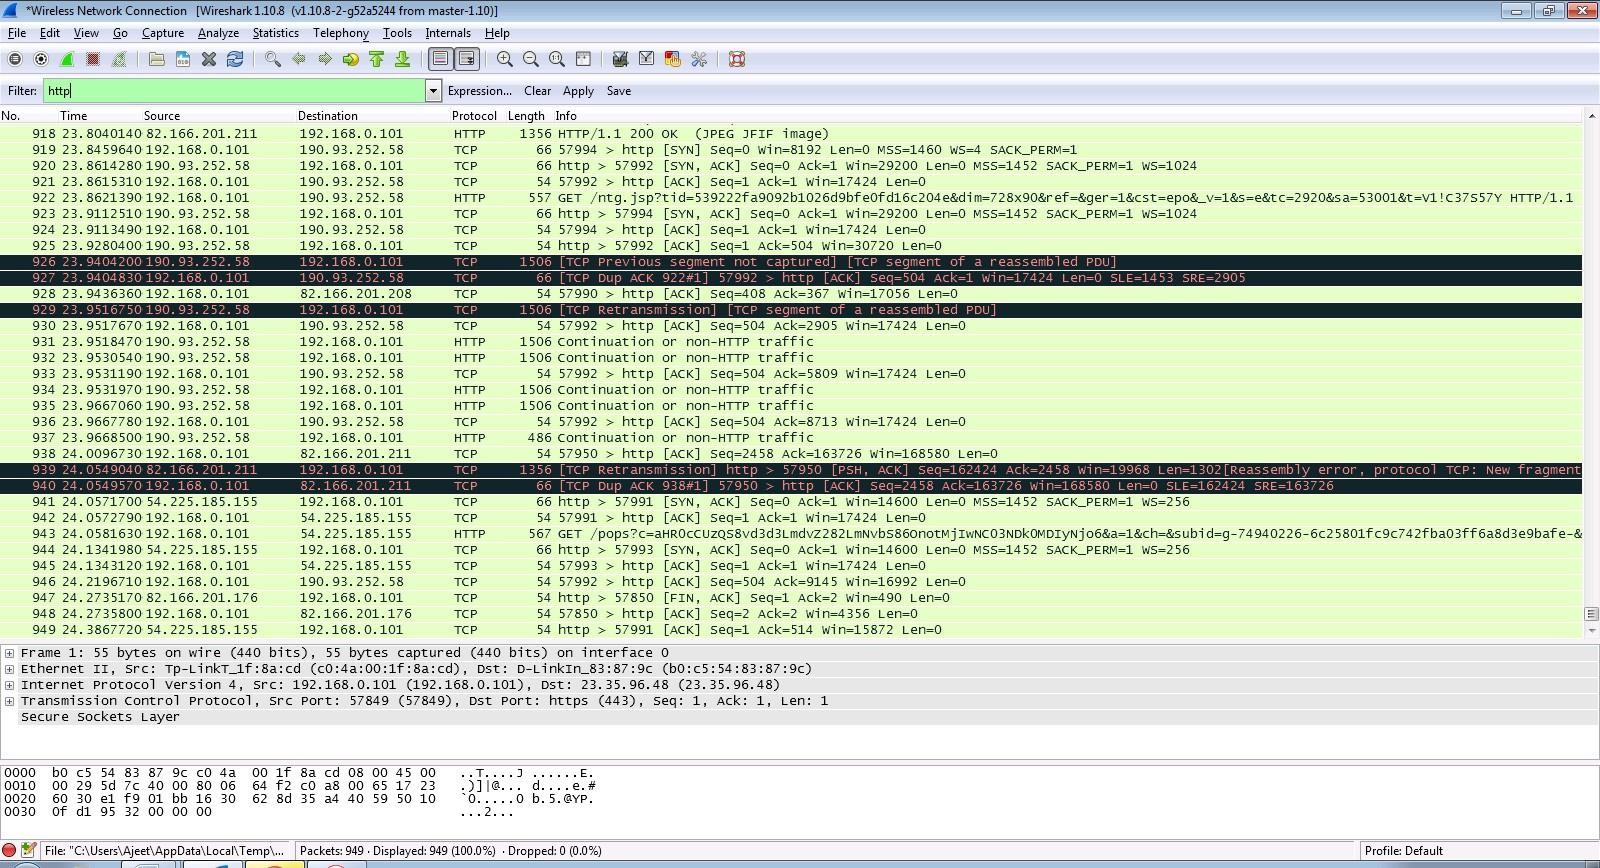 *Wireless Network Connection [Wireshark 1.10.8 (v1.10.8-2-g52a5244 from master-1.10)]
File Edit View Go Capture Analyze Statistics Telephony Tools Internals Help
Filter: http Expression... Clear Apply Save
No. Time Source Destination Protocol Length Info
918 23.8040140 82.166.201.211 192.168.0.101 HTTP 1356 HTTP/1.1 200 OK (JPEG JFIF image)
919 23.8459640 192.168.0.101 190.93.252.58 TCP 66 57994 > http [SYN] Seq=0 Win=8192 Len=0 MSS=1460 WS=4 SACK_PERM=1
920 23.8614280 190.93.252.58 192.168.0.101 TCP 66 http > 57992 [SYN, ACK] Seq=0 Ack=1 Win=29200 Len=0 MSS=1452 SACK_PERM=1 WS=1024
921 23.8615310 192.168.0.101 190.93.252.58 TCP 54 57992 > http [ACK] Seq=1 Ack=1 Win=17424 Len=0
922 23.8621390 192.168.0.101 190.93.252.58 HTTP 557 GET /ntg.jsp?tid=539222fa9092b1026d9bfe0fd16c204e&dim=728x90&ref=&ger=1&cst=epo&_v=1&s=e&tc=2920&sa=53001&t=v1!C37S57Y HTTP/1.1
923 23.9112510 190.93.252.58 192.168.0.101 TCP 66 http > 57994 [SYN, ACK] Seq=0 Ack=1 Win=29200 Len=0 MSS=1452 SACK_PERM=1 WS=1024
924 23.9113490 192.168.0.101 190.93.252.58 TCP 54 57994 > http [ACK] Seq=1 Ack=1 Win=17424 Len=0
925 23.9280400 190.93.252.58 192.168.0.101 TCP 54 http > 57992 [ACK] Seq=1 Ack=504 Win=30720 Len=0
926 23.9404200 190.93.252.58 192.168.0.101 TCP 1506 [TCP Previous segment not captured] [TCP segment of a reassembled PDU]
927 23.9404830 192.168.0.101 190.93.252.58 TCP 66 [TCP Dup ACK 922#1] 57992 > http [ACK] Seq=504 Ack=1 Win=17424 Len=0 SLE=1453 SRE=2905
928 23.9436360 192.168.0.101 82.166.201.208 TCP 54 57990 > http [ACK] Seq=408 Ack=367 Win=17056 Len=0
929 23.9516750 190.93.252.58 192.168.0.101 TCP 1506 [TCP Retransmission] [TCP segment of a reassembled PDU]
930 23.9517670 192.168.0.101 190.93.252.58 TCP 54 57992 > http [ACK] Seq=504 Ack=2905 Win=17424 Len=0
931 23.9518470 190.93.252.58 192.168.0.101 HTTP 1506 Continuation or non-HTTP traffic
932 23.9530540 190.93.252.58 192.168.0.101 HTTP 1506 Continuation or non-HTTP traffic
933 23.9531190 192.168.0.101 190.93.252.58 TCP 54 57992 > http [ACK] Seq=504 Ack=5809 Win=17424 Len=0
934 23.9531970 190.93.252.58 192.168.0.101 HTTP 1506 Continuation or non-HTTP traffic
935 23.9667060 190.93.252.58 192.168.0.101 HTTP 1506 Continuation or non-HTTP traffic
936 23.9667780 192.168.0.101 190.93.252.58 TCP 54 57992 > http [ACK] Seq=504 Ack=8713 Win=17424 Len=0
937 23.9668500 190.93.252.58 192.168.0.101 HTTP 486 Continuation or non-HTTP traffic
938 24.0096730 192.168.0.101 82.166.201.211 TCP 54 57950 > http [ACK] Seq=2458 Ack=163726 Win=168580 Len=0
939 24.0549040 82.166.201.211 192.168.0.101 TCP 1356 [TCP Retransmission] http > 57950 [PSH, ACK] Seq=162424 Ack=2458 Win=19968 Len=1302[Reassembly error, protocol TCP: New fragment
940 24.0549570 192.168.0.101 82.166.201.211 TCP 66 [TCP Dup ACK 938#1] 57950 > http [ACK] Seq=2458 Ack=163726 Win=168580 Len=0 SLE=162424 SRE=163726
941 24.0571700 54.225.185.155 192.168.0.101 TCP 66 http > 57991 [SYN, ACK] Seq=0 Ack=1 Win=14600 Len=0 MSS=1452 SACK_PERM=1 WS=256
942 24.0572790 192.168.0.101 54.225.185.155 TCP 54 57991 > http [ACK] Seq=1 Ack=1 Win=17424 Len=0
943 24.0581630 192.168.0.101 54.225.185.155 HTTP 567 GET /pops?c=aHR0cCUzQS8vd3d3LmdvZ282LmNvbS86OnotMjIwNC03NDk0MDIyNjo6&a=1&ch=&subid=g-74940226-6c25801fc9c742fba03ff6a8d3e9bafe-&
944 24.1341980 54.225.185.155 192.168.0.101 TCP 66 http > 57993 [SYN, ACK] Seq=0 Ack=1 Win=14600 Len=0 MSS=1452 SACK_PERM=1 WS=256
945 24.1343120 192.168.0.101 54.225.185.155 TCP 54 57993 > http [ACK] Seq=1 Ack=1 Win=17424 Len=0
946 24.2196710 192.168.0.101 190.93.252.58 TCP 54 57992 > http [ACK] Seq=504 Ack=9145 Win=16992 Len=0
947 24.2735170 82.166.201.176 192.168.0.101 TCP 54 http > 57850 [FIN, ACK] Seq=1 Ack=2 Win=490 Len=0
948 24.2735800 192.168.0.101 82.166.201.176 TCP 54 57850 > http [ACK] Seq=2 Ack=2 Win=4356 Len=0
949 24.3867720 54.225.185.155 192.168.0.101 TCP 54 http > 57991 [ACK] Seq=1 Ack=514 Win=15872 Len=0
Frame 1: 55 bytes on wire (440 bits), 55 bytes captured (440 bits) on interface 0
Ethernet II, Src: Tp-LinkT_1f:8a:cd (c0:4a:00:1f:8a:cd), Dst: D-LinkIn_83:87:9c (b0:c5:54:83:87:9c)
Internet Protocol Version 4, Src: 192.168.0.101 (192.168.0.101), Dst: 23.35.96.48 (23.35.96.48)
Transmission Control Protocol, Src Port: 57849 (57849), Dst Port: https (443), Seq: 1, Ack: 1, Len: 1
Secure Sockets Layer
0000 b0 c5 54 83 87 9c c0 4a 00 1f 8a cd 08 00 45 00 ..T....J ......E.
0010 00 29 5d 7c 40 00 80 06 64 f2 c0 a8 00 65 17 23 .)]|@... d....e.#
0020 60 30 e1 f9 01 bb 16 30 62 8d 35 a4 40 59 50 10 `0.....0 b.5.@YP.
0030 0f d1 95 32 00 00 00 ...2...
File: "C:\Users\Ajeet\AppData\Local\Temp\... Packets: 949 · Displayed: 949 (100.0%) · Dropped: 0 (0.0%) Profile: Default